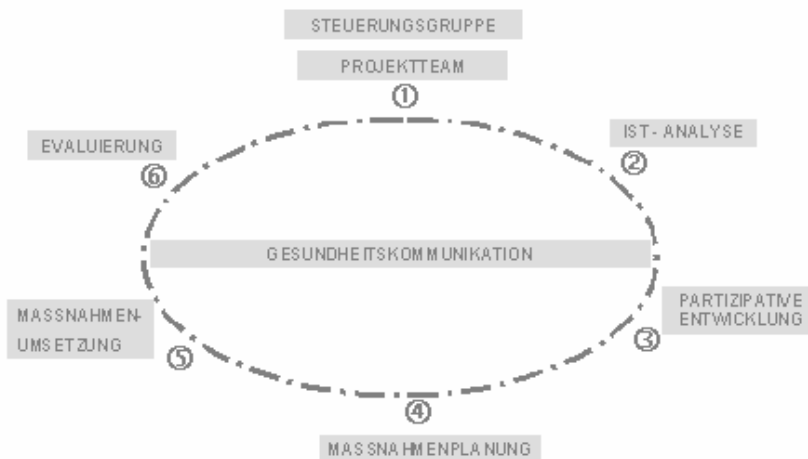 STEUERUNGSGRUPPE
PROJEKTTEAM
①
IST- ANALYSE
②
PARTIZIPATIVE
ENTWICKLUNG
③
④
MASSNAHMENPLANUNG
MASSNAHMEN-
UMSETZUNG
⑤
EVALUIERUNG
⑥
GESUNDHEITSKOMMUNIKATION